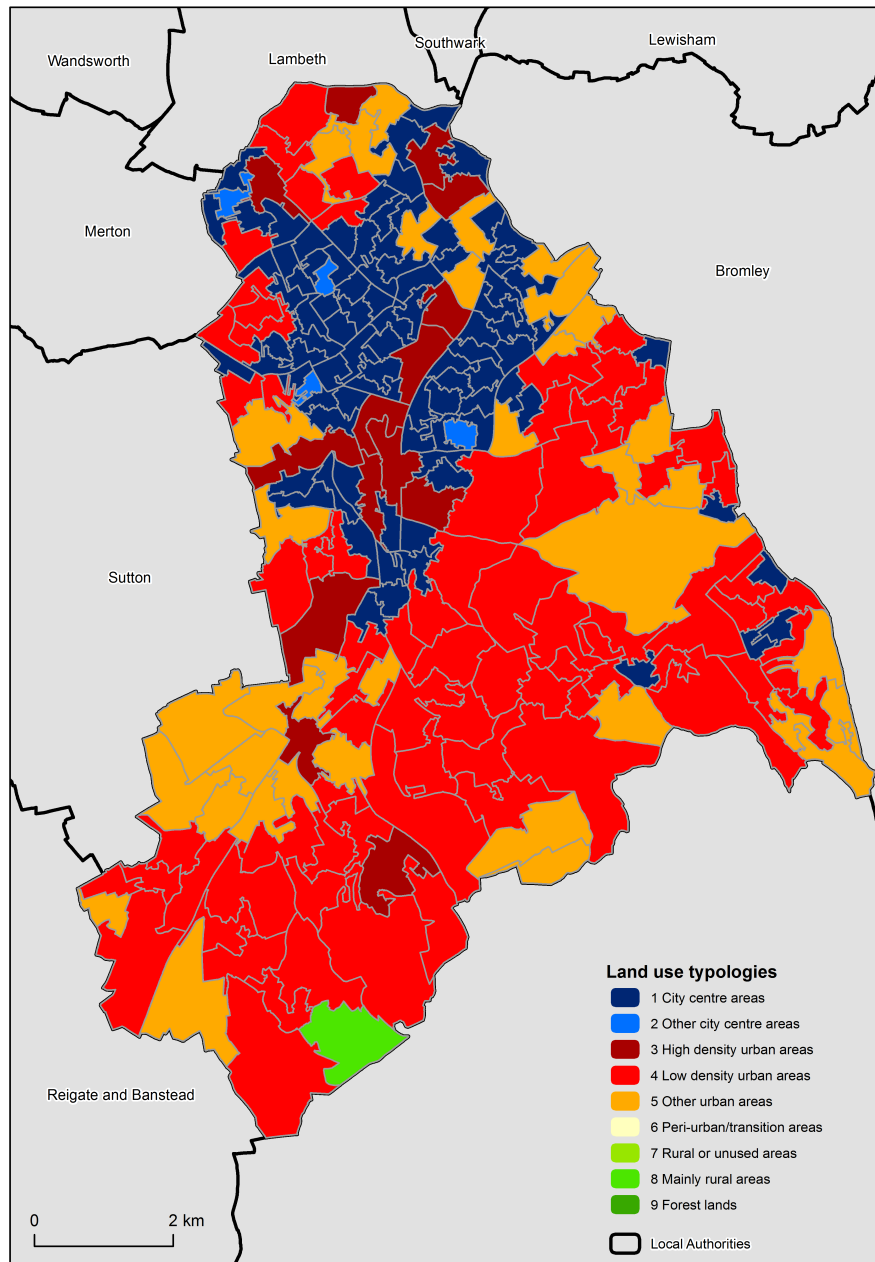 Southwark
Lewisham
Wandsworth
Lambeth
Merton
Bromley
Sutton
Reigate and Banstead
Land use typologies
1 City centre areas
2 Other city centre areas
3 High density urban areas
4 Low density urban areas
5 Other urban areas
6 Peri-urban/transition areas
7 Rural or unused areas
8 Mainly rural areas
9 Forest lands
Local Authorities
0 2 km